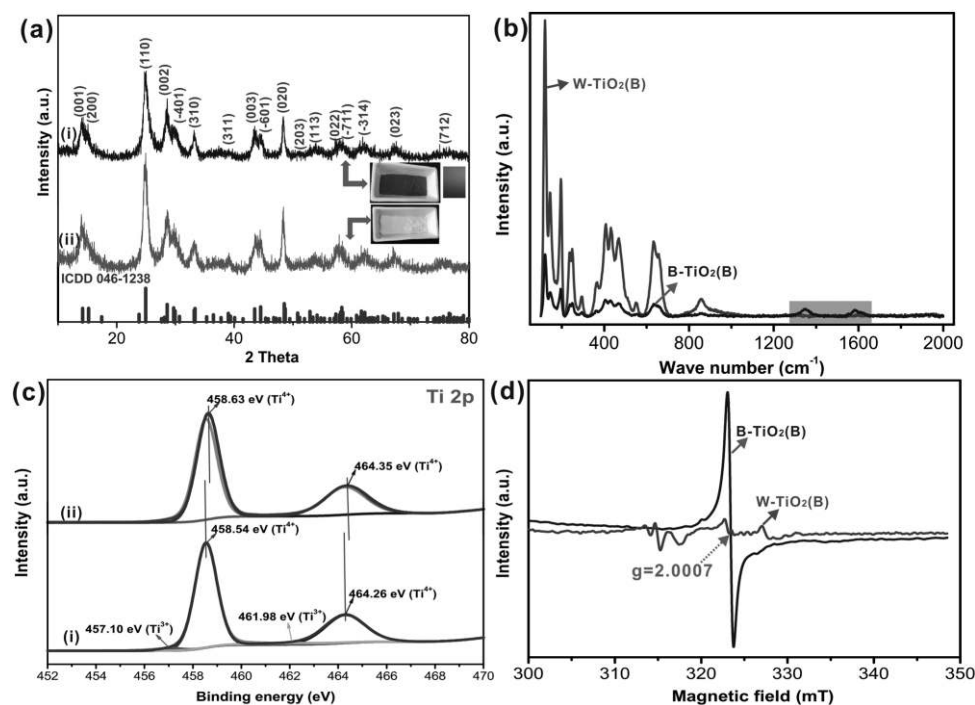 (a)
Intensity (a.u.)
(001)
(200)
(110)
(002)
(-401)
(310)
(311)
(003)
(-601)
(020)
(203)
(113)
(022)
(-711)
(-314)
(023)
(712)
(i)
(ii)
ICDD 046-1238
20 40 60 80
2 Theta
(b)
Intensity (a.u.)
W-TiO2(B)
B-TiO2(B)
400 800 1200 1600 2000
Wave number (cm-1)
(c)
Ti 2p
Intensity (a.u.)
458.63 eV (Ti4+)
464.35 eV (Ti4+)
(ii)
458.54 eV (Ti4+)
464.26 eV (Ti4+)
461.98 eV (Ti3+)
457.10 eV (Ti3+)
(i)
452 454 456 458 460 462 464 466 468 470
Binding energy (eV)
(d)
Intensity (a.u.)
B-TiO2(B)
W-TiO2(B)
g=2.0007
300 310 320 330 340 350
Magnetic field (mT)